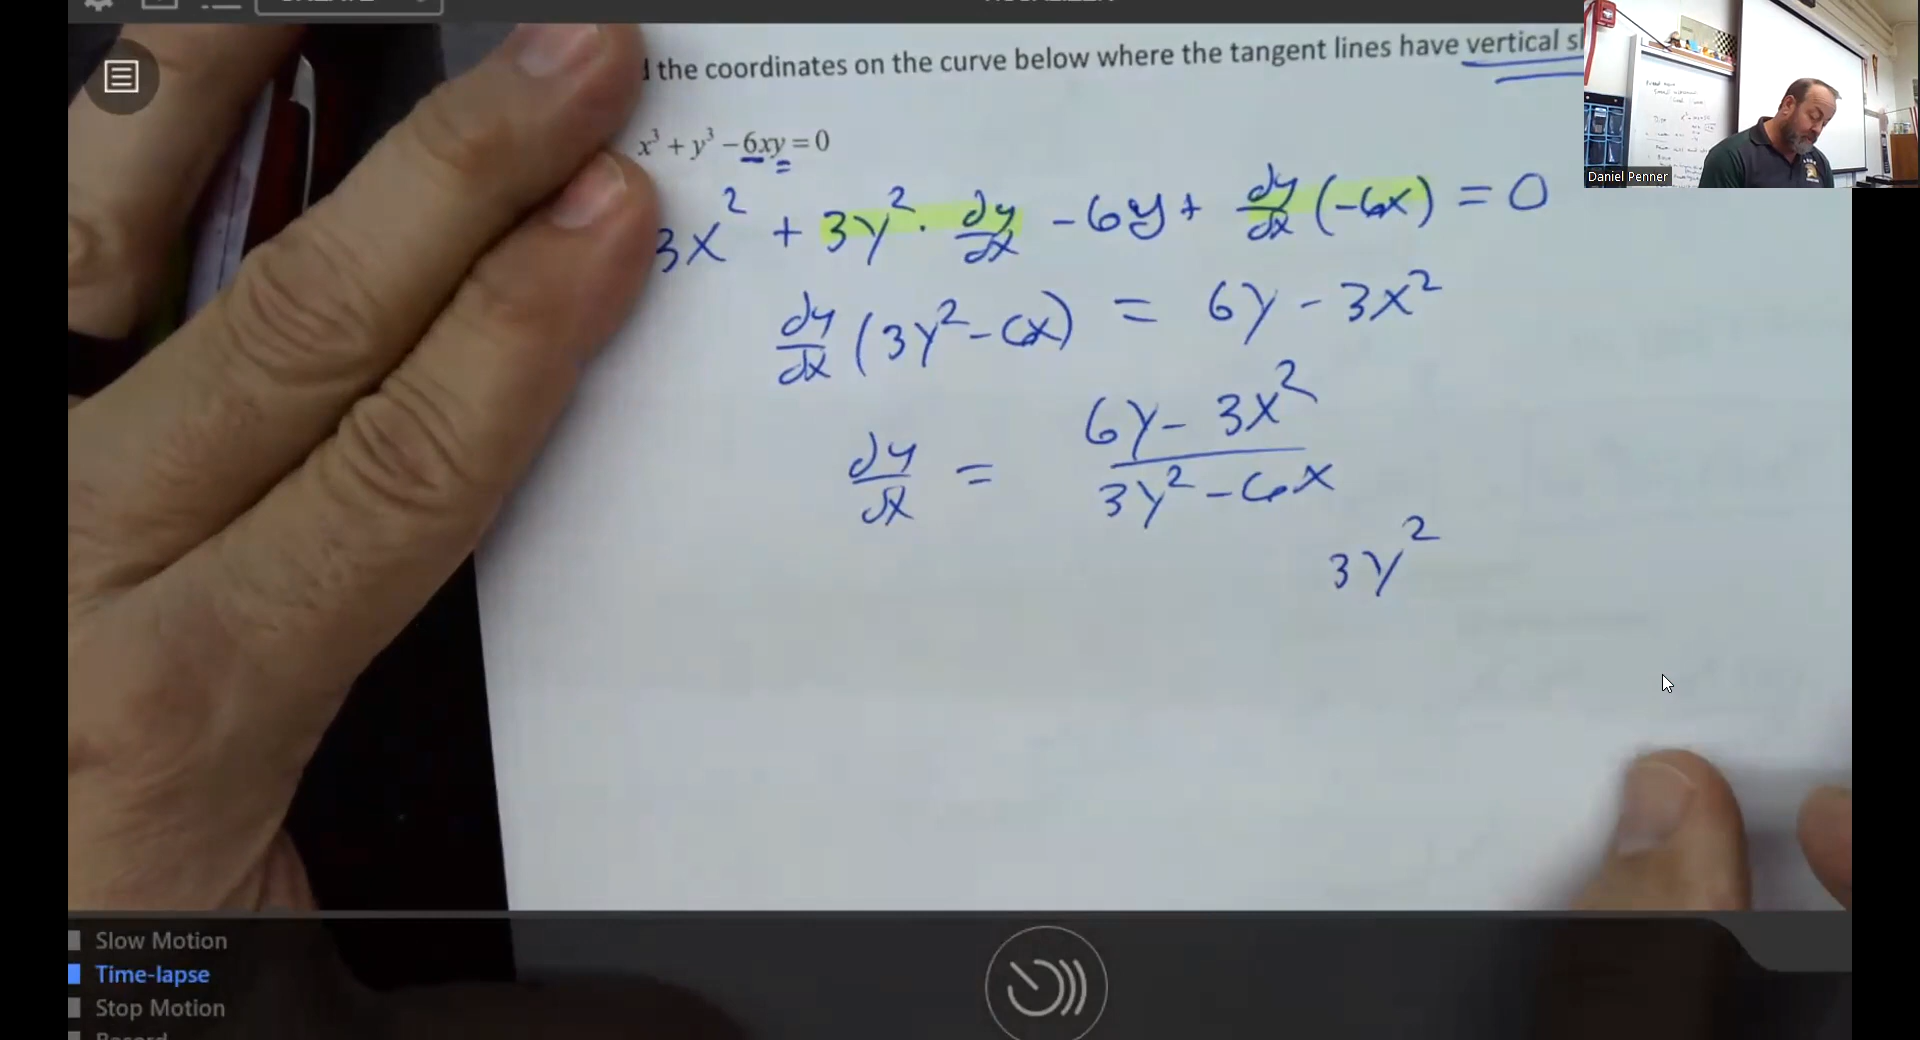 the coordinates on the curve below where the tangent lines have vertical
x³ + y³ − 6xy = 0
3x² + 3y² · dy/dx − 6y + dy/dx (−6x) = 0
dy/dx (3y² − 6x) = 6y − 3x²
dy/dx = (6y − 3x²)/(3y² − 6x)
3y²
Daniel Penner
Slow Motion
Time-lapse
Stop Motion